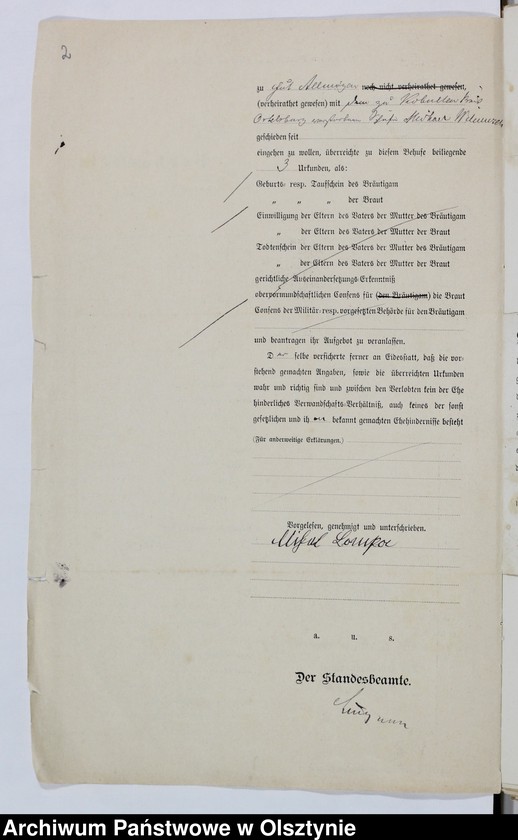 2
zu Gut Allmoyen noch nicht verheirathet gewesen,
(verheirathet gewesen) mit dem zu Kobulten Kreis
Ortelsburg verstorbenen
geschieden seit
eingehen zu wollen, überreichte zu diesem Behufe beiliegende
3 Urkunden, als:
Geburts- resp. Taufschein des Bräutigam
„ „ „ der Braut
Einwilligung der Eltern des Vaters der Mutter des Bräutigam
„ der Eltern des Vaters der Mutter der Braut
Todtenschein der Eltern des Vaters der Mutter des Bräutigam
„ der Eltern des Vaters der Mutter der Braut
gerichtliche Auseinandersetzungs-Erkenntniß
obervormundschaftlichen Consens für (den Bräutigam) die Braut
Consens der Militär- resp. vorgesetzten Behörde für den Bräutigam
und beantragen ihr Aufgebot zu veranlassen.
Der selbe versicherte ferner an Eidesstatt, daß die vor-
stehend gemachten Angaben, sowie die überreichten Urkunden
wahr und richtig sind und zwischen den Verlobten kein der Ehe
hinderliches Verwandschafts-Verhältniß, auch keines der sonst
gesetzlichen und ihm bekannt gemachten Ehehindernisse besteht
(Für anderweitige Erklärungen.)
Vorgelesen, genehmigt und unterschrieben.
a. u. s.
Der Standesbeamte.
Archiwum Państwowe w Olsztynie